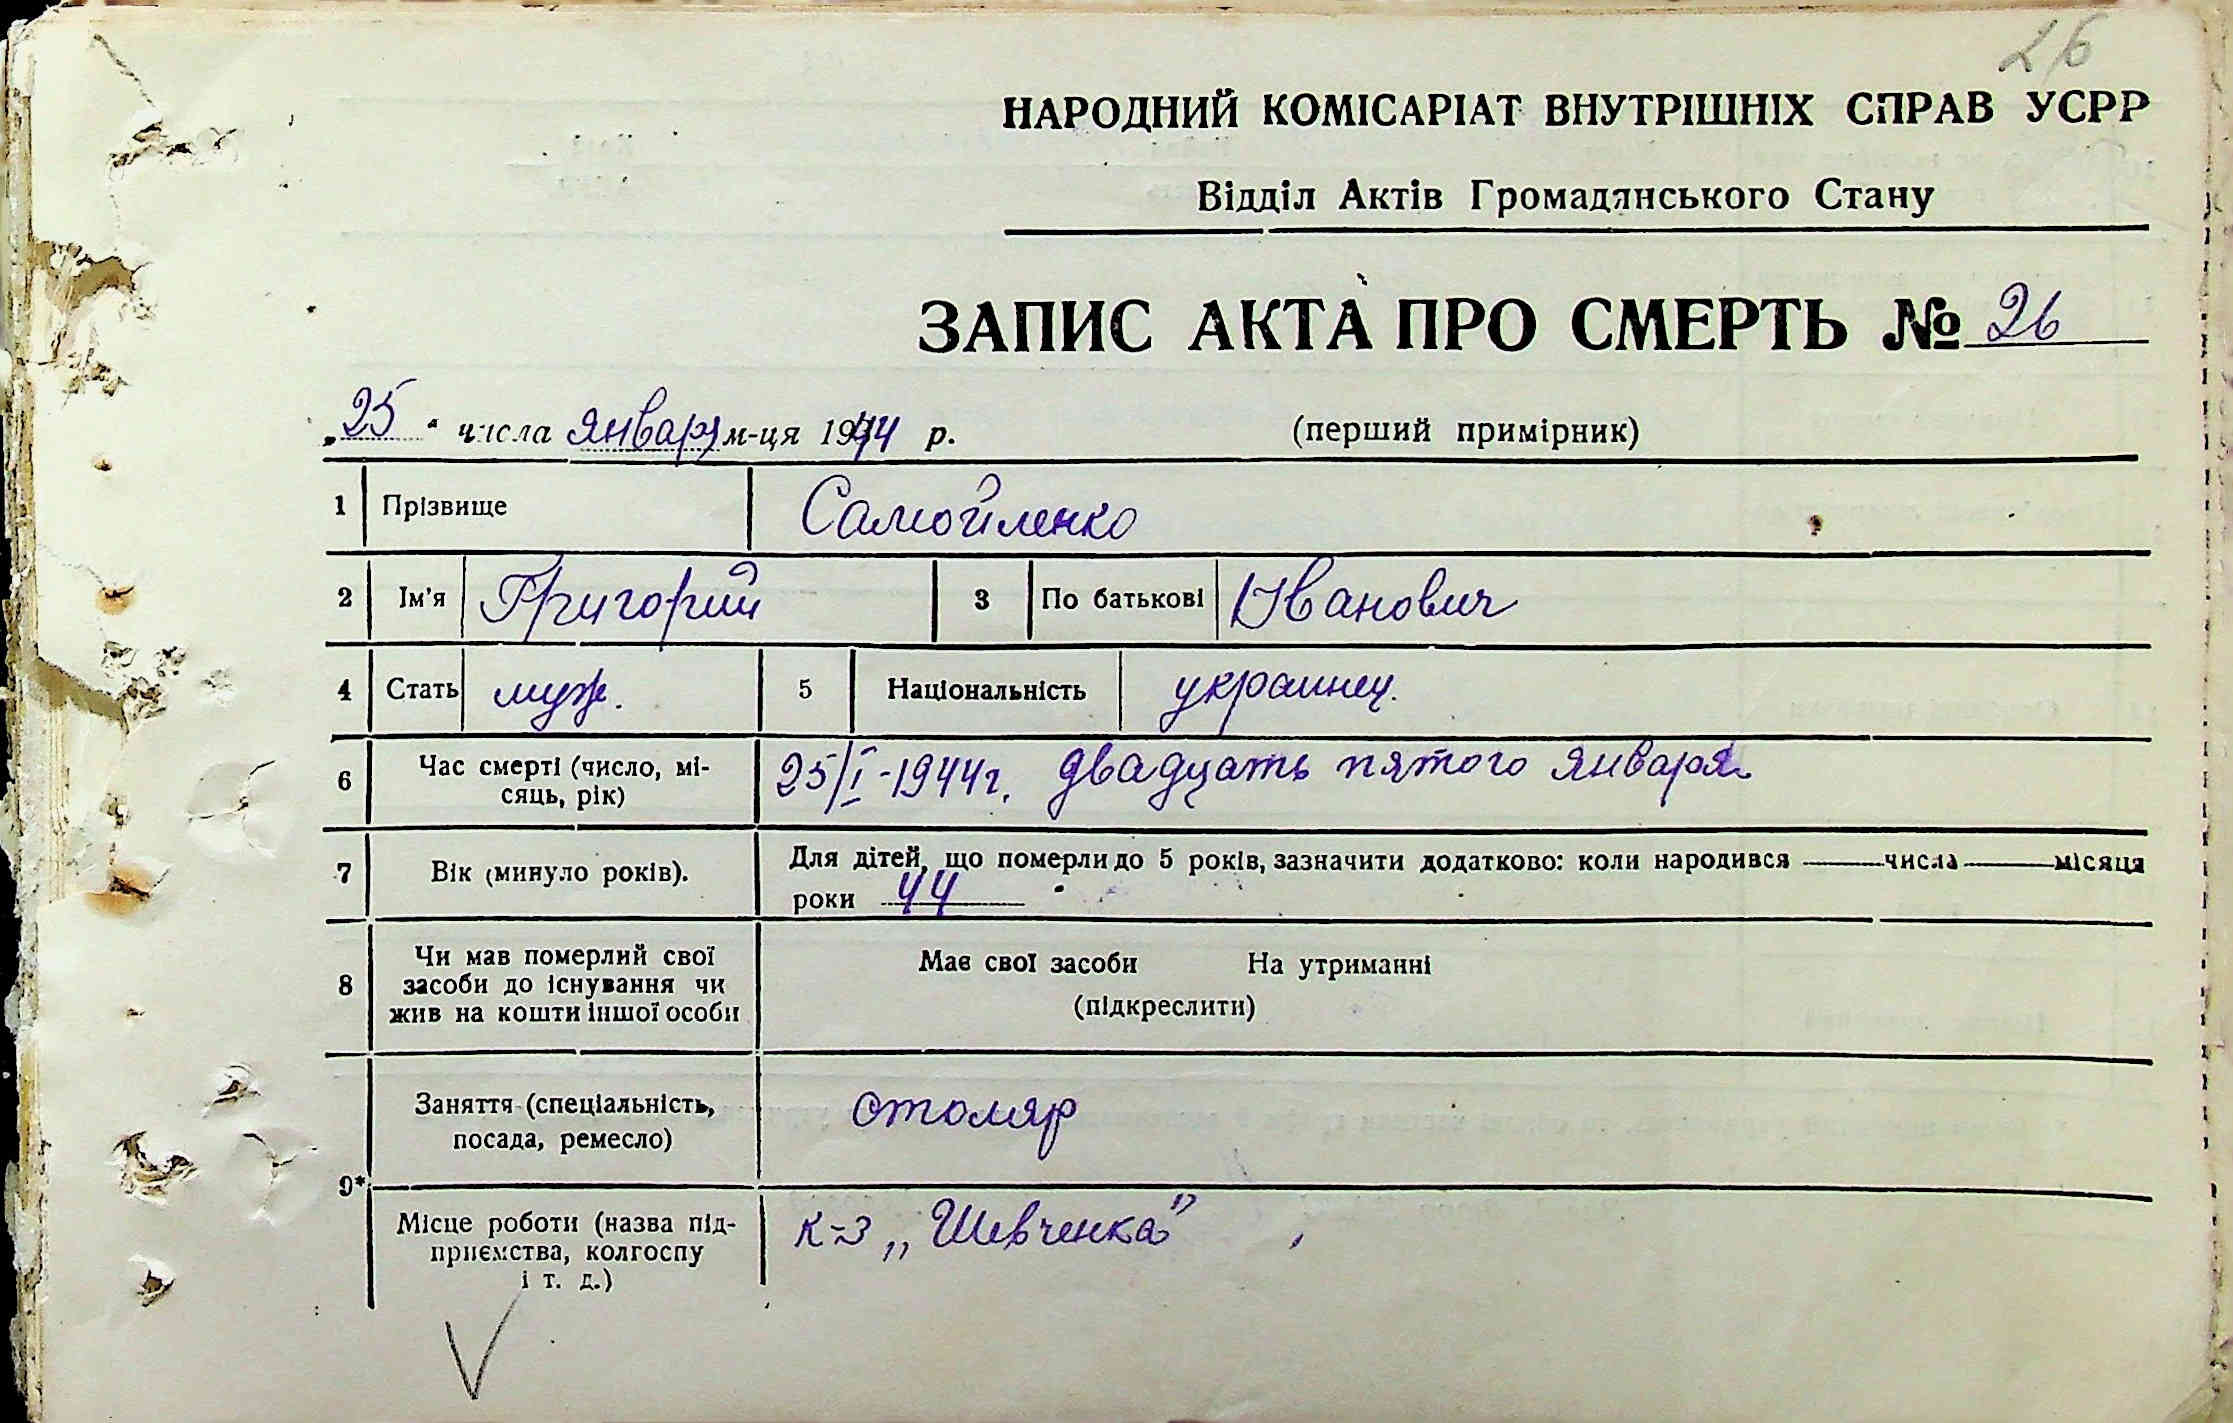 26
НАРОДНИЙ КОМІСАРІАТ ВНУТРІШНІХ СПРАВ УСРР
Відділ Актів Громадянського Стану
ЗАПИС АКТА ПРО СМЕРТЬ № 26
„25“ числа января м-ця 1944 р. (перший примірник)
1 Прізвище Самойленко
2 Ім'я Григорий 3 По батькові Иванович
4 Стать муж. 5 Національність украинец.
6 Час смерті (число, мі-
сяць, рік) 25/I-1944г. двадцать пятого января
7 Вік (минуло років). Для дітей, що померли до 5 років, зазначити додатково: коли народився ——числа——місяця
роки 44
8 Чи мав померлий свої
засоби до існування чи
жив на кошти іншої особи
Має свої засоби На утриманні
(підкреслити)
9* Заняття (спеціальність,
посада, ремесло) столяр
Місце роботи (назва під-
приємства, колгоспу
і т. д.) к-з „Шевченка"